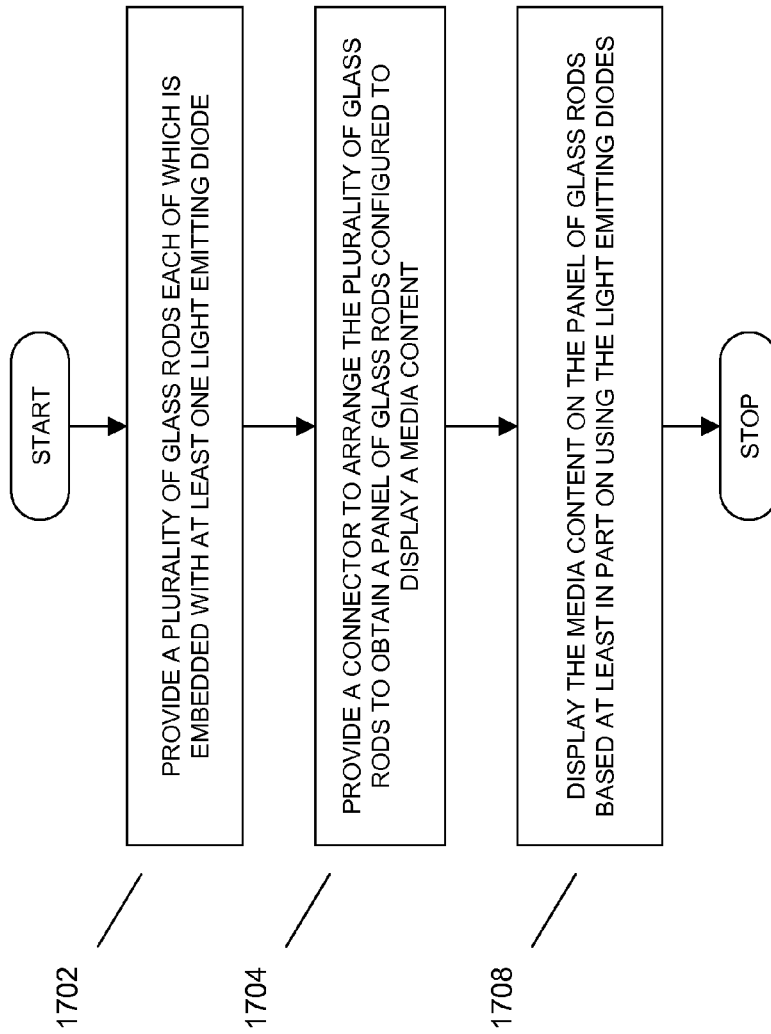 START
1702
PROVIDE A PLURALITY OF GLASS RODS EACH OF WHICH IS
EMBEDDED WITH AT LEAST ONE LIGHT EMITTING DIODE
1704
PROVIDE A CONNECTOR TO ARRANGE THE PLURALITY OF GLASS
RODS TO OBTAIN A PANEL OF GLASS RODS CONFIGURED TO
DISPLAY A MEDIA CONTENT
1708
DISPLAY THE MEDIA CONTENT ON THE PANEL OF GLASS RODS
BASED AT LEAST IN PART ON USING THE LIGHT EMITTING DIODES
STOP